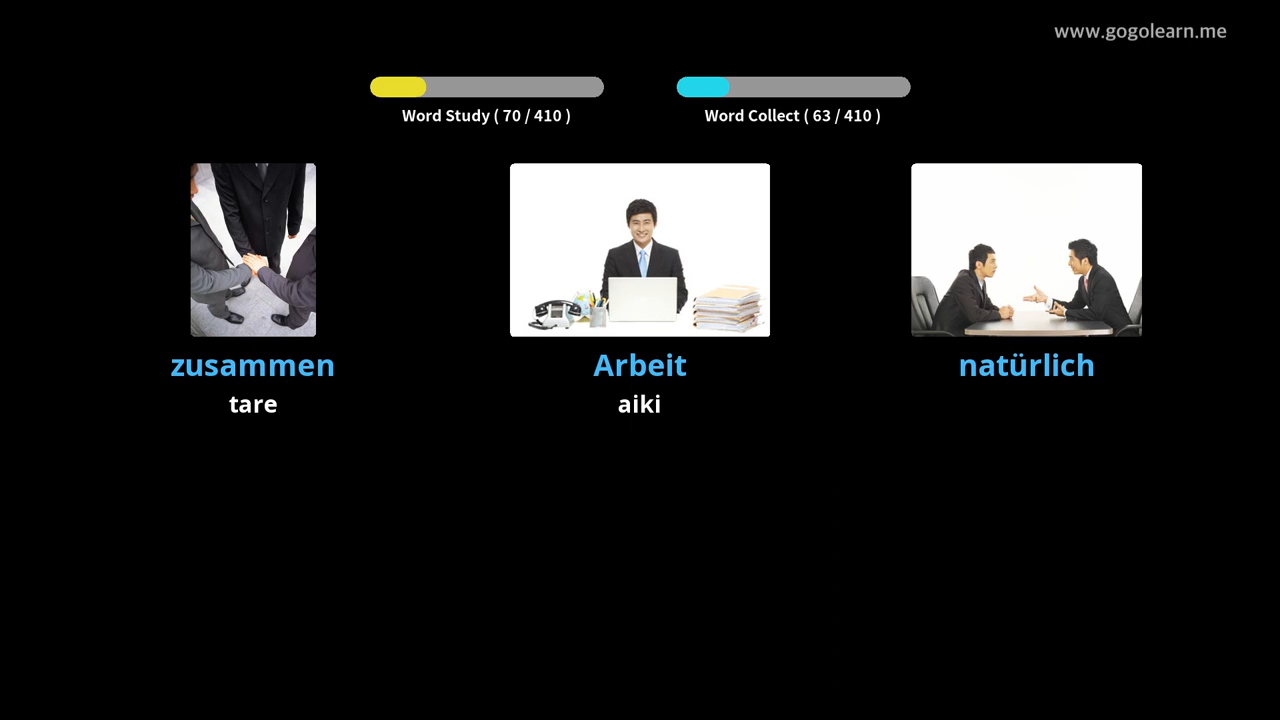 www.gogolearn.me
Word Study ( 70 / 410 )
Word Collect ( 63 / 410 )
zusammen
tare
Arbeit
aiki
natürlich